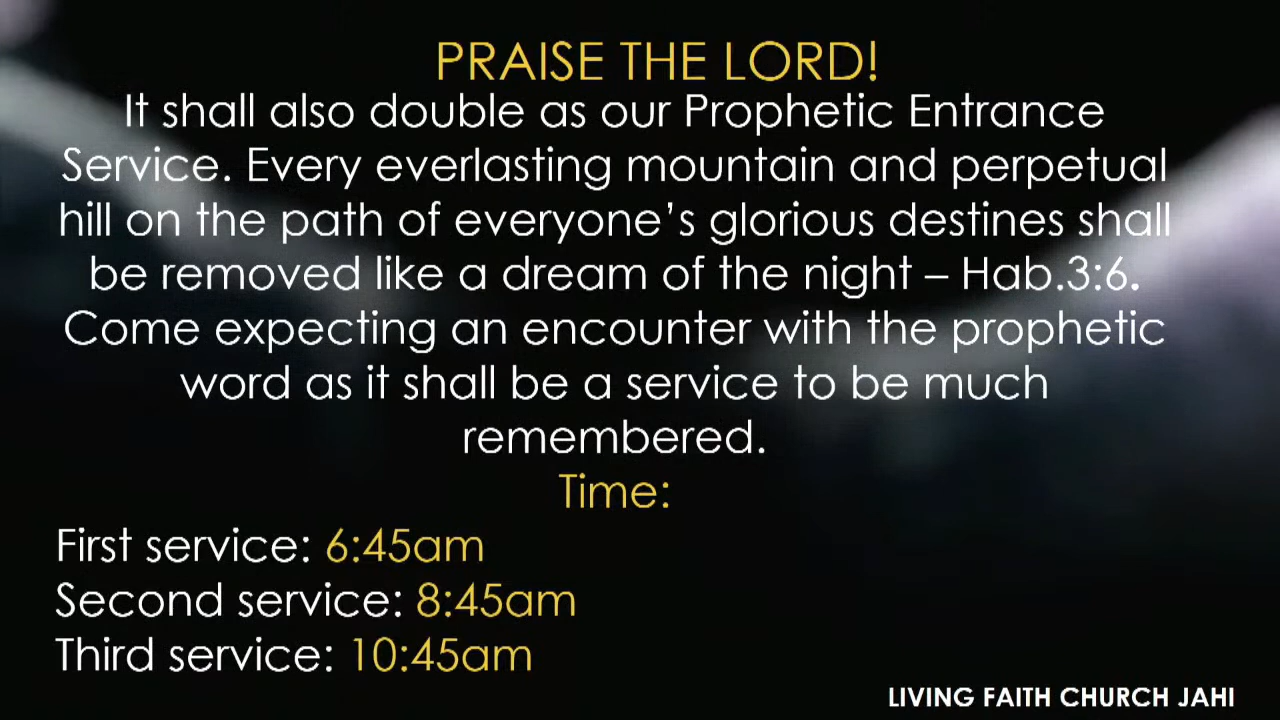 PRAISE THE LORD!
It shall also double as our Prophetic Entrance
Service. Every everlasting mountain and perpetual
hill on the path of everyone’s glorious destines shall
be removed like a dream of the night – Hab.3:6.
Come expecting an encounter with the prophetic
word as it shall be a service to be much
remembered.
Time:
First service: 6:45am
Second service: 8:45am
Third service: 10:45am
LIVING FAITH CHURCH JAHI